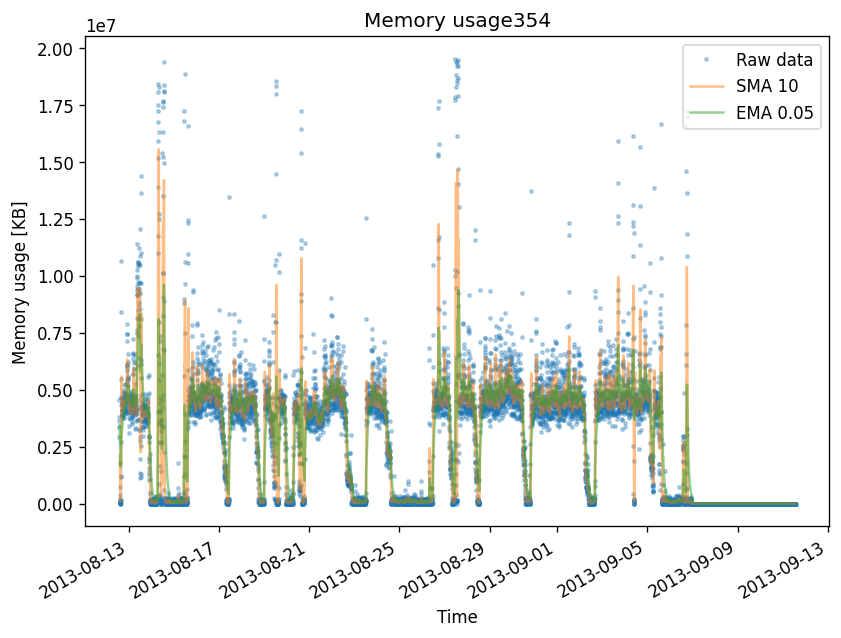 Memory usage354
1e7
Raw data
SMA 10
EMA 0.05
2.00
1.75
1.50
1.25
1.00
0.75
0.50
0.25
0.00
Memory usage [KB]
2013-08-13
2013-08-17
2013-08-21
2013-08-25
2013-08-29
2013-09-01
2013-09-05
2013-09-09
2013-09-13
Time